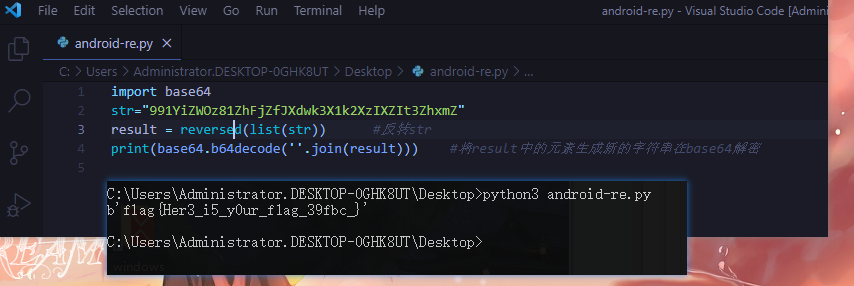 File Edit Selection View Go Run Terminal Help android-re.py - Visual Studio Code [Admini
android-re.py ×
C: > Users > Administrator.DESKTOP-0GHK8UT > Desktop > android-re.py > ...
1 import base64
2 str="991YiZWOz81ZhFjZfJXdwk3X1k2XzIXZIt3ZhxmZ"
3 result = reversed(list(str)) #反转str
4 print(base64.b64decode(''.join(result))) #将result中的元素生成新的字符串在base64解密
5
C:\Users\Administrator.DESKTOP-0GHK8UT\Desktop>python3 android-re.py
b'flag{Her3_i5_y0ur_f1ag_39fbc_}'
C:\Users\Administrator.DESKTOP-0GHK8UT\Desktop>
windows